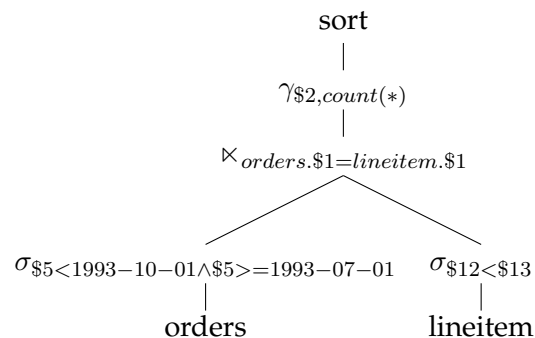 sort
γ$2,count(∗)
⋉orders.$1=lineitem.$1
σ$5<1993−10−01∧$5>=1993−07−01 σ$12<$13
orders lineitem